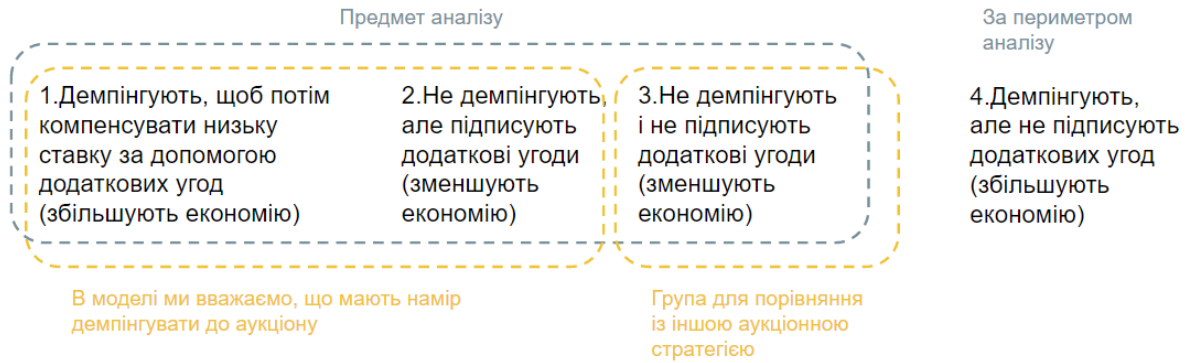 Предмет аналізу
За периметром
аналізу
1.Демпінгують, щоб потім
компенсувати низьку
ставку за допомогою
додаткових угод
(збільшують економію)
2.Не демпінгують,
але підписують
додаткові угоди
(зменшують
економію)
3.Не демпінгують
і не підписують
додаткові угоди
(зменшують
економію)
4.Демпінгують,
але не підписують
додаткових угод
(збільшують
економію)
В моделі ми вважаємо, що мають намір
демпінгувати до аукціону
Група для порівняння
із іншою аукціонною
стратегією